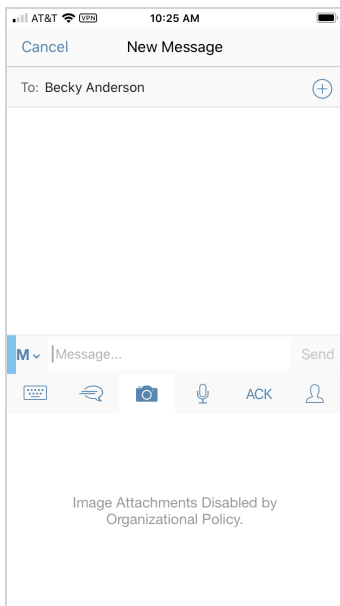 AT&T VPN 10:25 AM
Cancel New Message
To: Becky Anderson
M Message... Send
ACK
Image Attachments Disabled by
Organizational Policy.